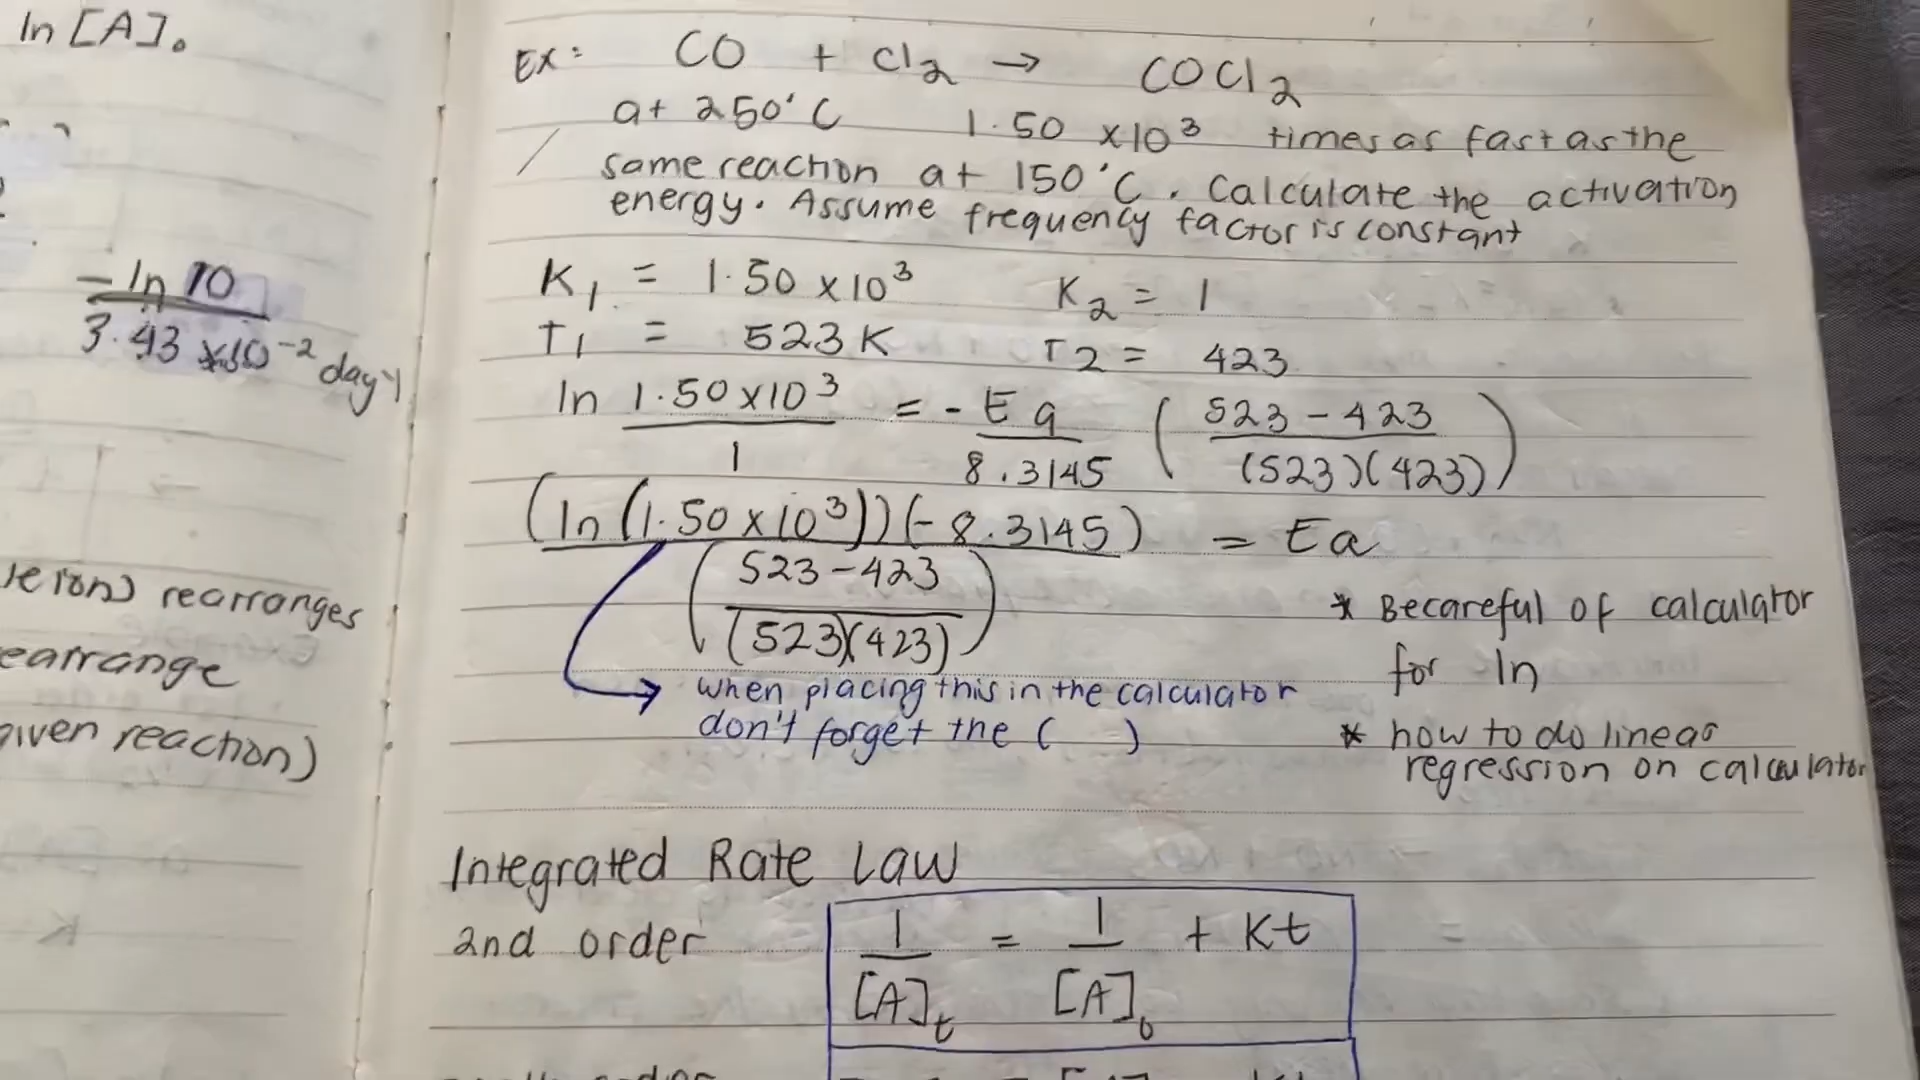 ln [A]₀
- ln 10
3.43 x10⁻² day⁻¹
rearranges
earrange
given reaction)
Ex: CO + Cl₂ → COCl₂
at 250°C 1.50 x10³ times as fast as the
same reaction at 150°C. Calculate the activation
energy. Assume frequency factor is constant
K₁ = 1.50 x10³ K₂ = 1
T₁ = 523K T₂ = 423
ln 1.50x10³ / 1 = - Ea / 8.3145 ( 523-423 / (523)(423) )
(ln (1.50x10³))(-8.3145) = Ea
( 523-423 / (523)(423) )
→ when placing this in the calculator
don't forget the ( )
* Becareful of calculator
for ln
* how to do linear
regression on calculator
Integrated Rate Law
2nd order 1/[A]t = 1/[A]₀ + Kt